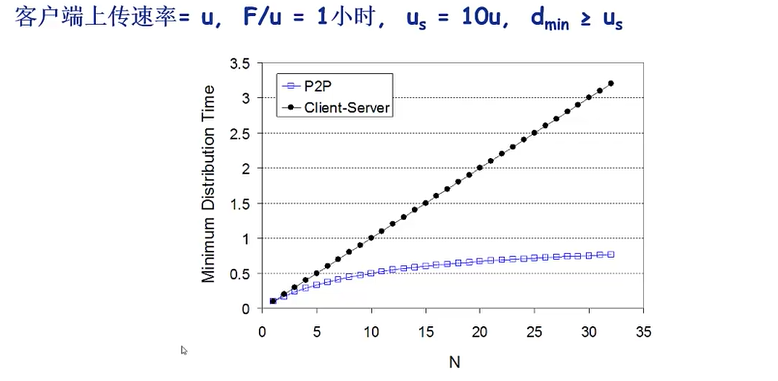 客户端上传速率= u, F/u = 1小时, us = 10u, dmin ≥ us
3.5
3
2.5
2
1.5
1
0.5
0
Minimum Distribution Time
P2P
Client-Server
0 5 10 15 20 25 30 35
N